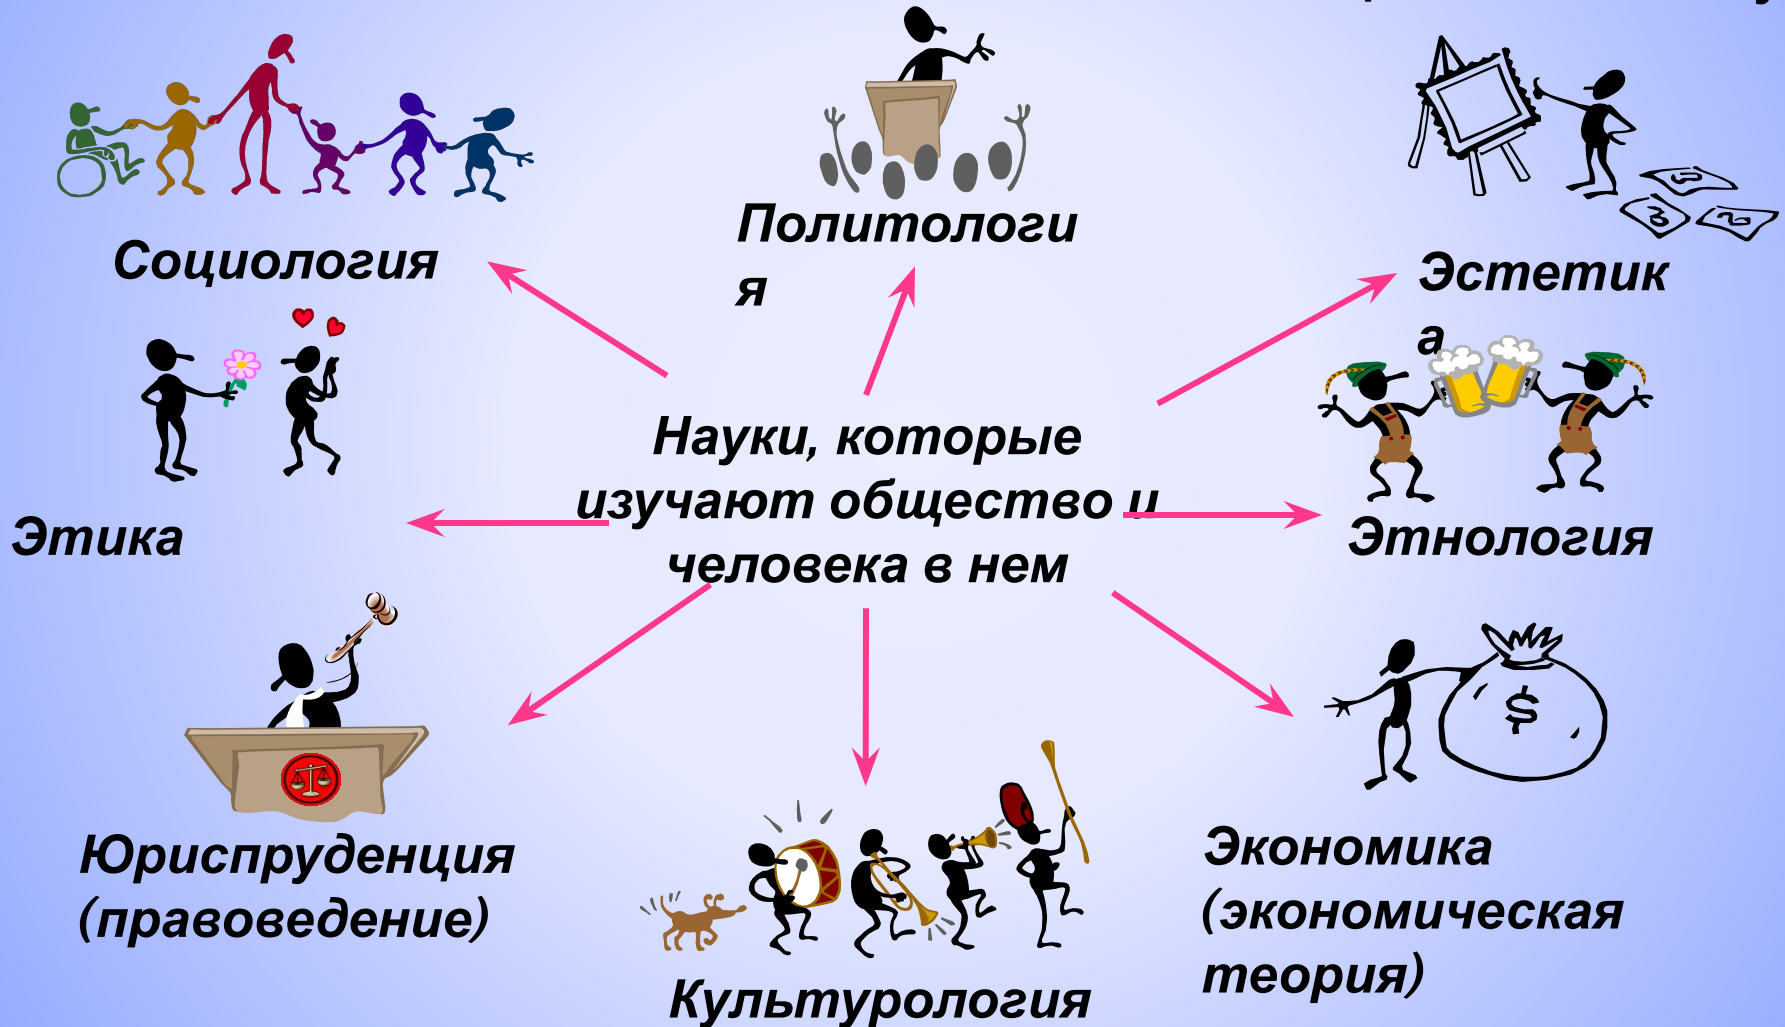 Политологи
я
Социология
Эстетик
а
Науки, которые
изучают общество и
человека в нем
Этика
Этнология
Юриспруденция
(правоведение)
Экономика
(экономическая
теория)
Культурология
$